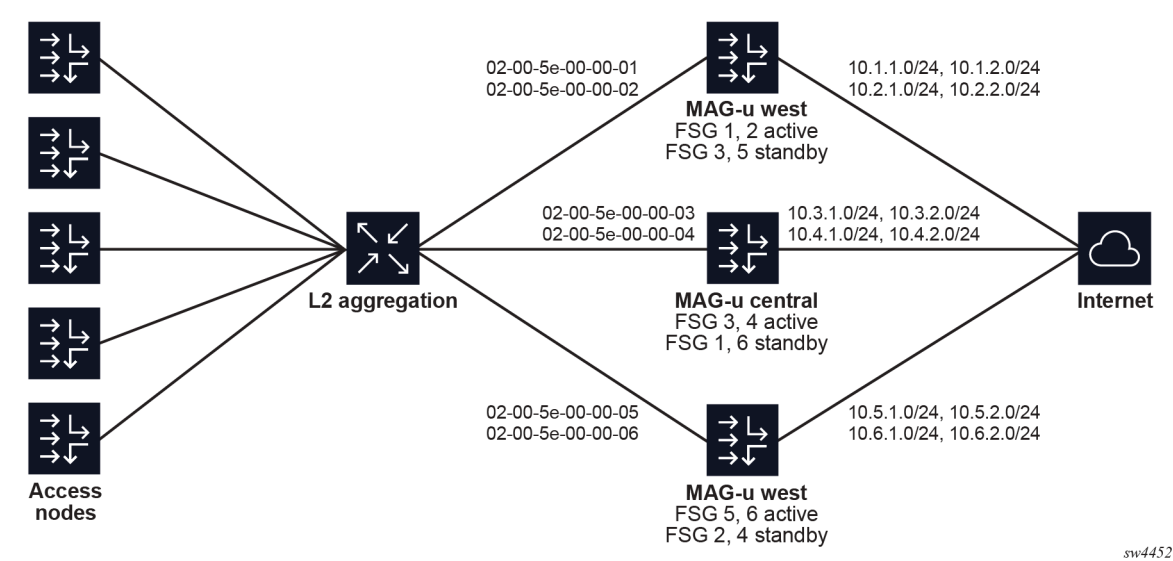 02-00-5e-00-00-01
02-00-5e-00-00-02
10.1.1.0/24, 10.1.2.0/24
10.2.1.0/24, 10.2.2.0/24
MAG-u west
FSG 1, 2 active
FSG 3, 5 standby
02-00-5e-00-00-03
02-00-5e-00-00-04
10.3.1.0/24, 10.3.2.0/24
10.4.1.0/24, 10.4.2.0/24
L2 aggregation
MAG-u central
FSG 3, 4 active
FSG 1, 6 standby
Internet
02-00-5e-00-00-05
02-00-5e-00-00-06
10.5.1.0/24, 10.5.2.0/24
10.6.1.0/24, 10.6.2.0/24
Access
nodes
MAG-u west
FSG 5, 6 active
FSG 2, 4 standby
sw4452